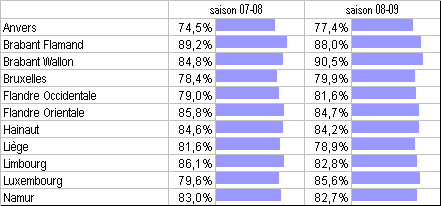 saison 07-08 saison 08-09
Anvers 74,5% 77,4%
Brabant Flamand 89,2% 88,0%
Brabant Wallon 84,8% 90,5%
Bruxelles 78,4% 79,9%
Flandre Occidentale 79,0% 81,6%
Flandre Orientale 85,8% 84,7%
Hainaut 84,6% 84,2%
Liège 81,6% 78,9%
Limbourg 86,1% 82,8%
Luxembourg 79,6% 85,6%
Namur 83,0% 82,7%